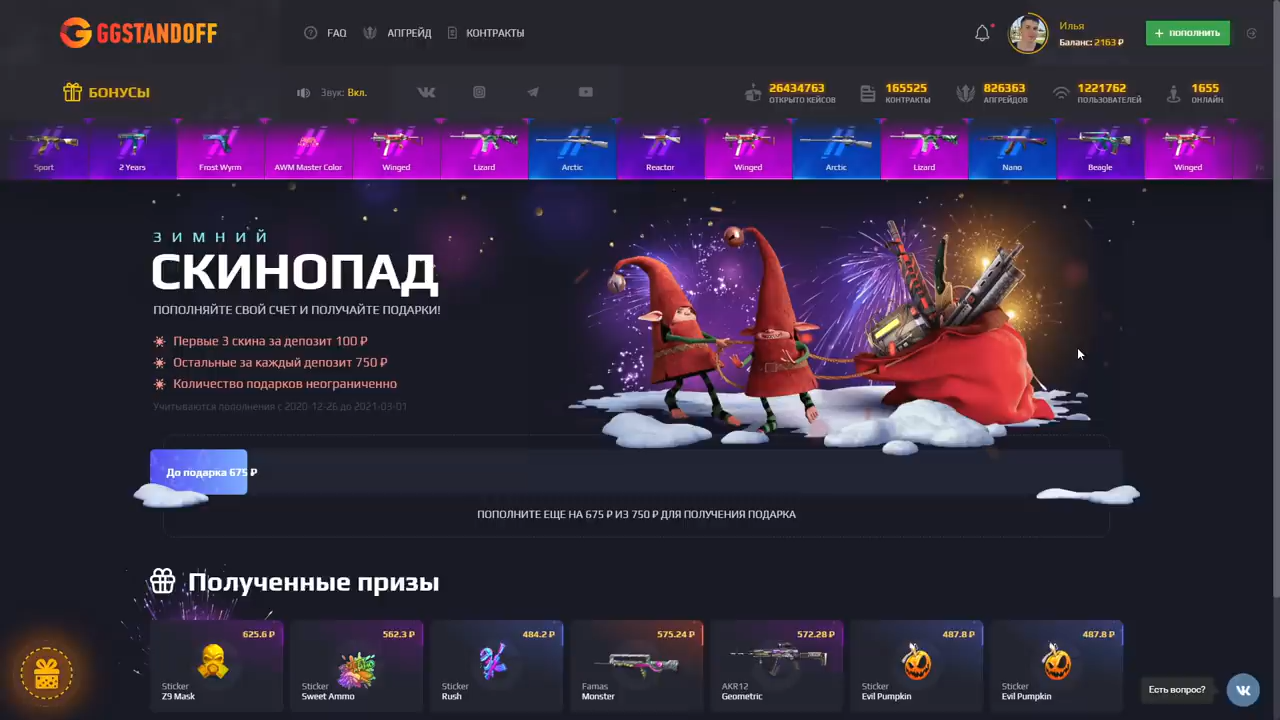 GGSTANDOFF
FAQ
АПГРЕЙД
КОНТРАКТЫ
Илья
Баланс: 2163 ₽
+ ПОПОЛНИТЬ
БОНУСЫ
Звук: Вкл.
26434763
ОТКРЫТО КЕЙСОВ
165525
КОНТРАКТЫ
826363
АПГРЕЙДОВ
1221762
ПОЛЬЗОВАТЕЛЕЙ
1655
ОНЛАЙН
Sport
2 Years
Frost Wyrm
AWM Master Color
Winged
Lizard
Arctic
Reactor
Winged
Arctic
Lizard
Nano
Beagle
Winged
ЗИМНИЙ
СКИНОПАД
ПОПОЛНЯЙТЕ СВОЙ СЧЕТ И ПОЛУЧАЙТЕ ПОДАРКИ!
Первые 3 скина за депозит 100 ₽
Остальные за каждый депозит 750 ₽
Количество подарков неограниченно
Учитываются пополнения с 2020-12-26 до 2021-03-01
До подарка 675 ₽
ПОПОЛНИТЕ ЕЩЕ НА 675 ₽ ИЗ 750 ₽ ДЛЯ ПОЛУЧЕНИЯ ПОДАРКА
Полученные призы
625.6 ₽
Sticker
Z9 Mask
562.3 ₽
Sticker
Sweet Ammo
484.2 ₽
Sticker
Rush
575.24 ₽
Famas
Monster
572.28 ₽
AKR12
Geometric
487.8 ₽
Sticker
Evil Pumpkin
487.8 ₽
Sticker
Evil Pumpkin
Есть вопрос?